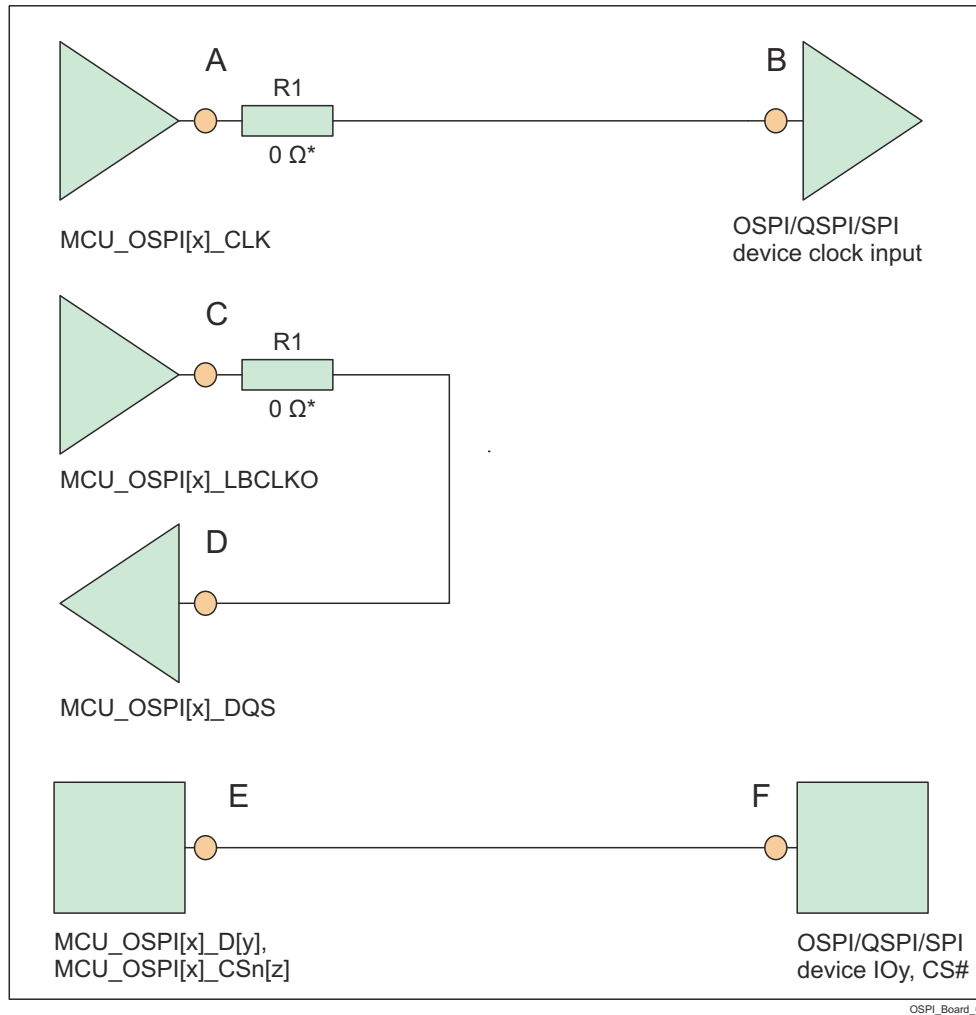 A
R1
0 Ω*
B
MCU_OSPI[x]_CLK
OSPI/QSPI/SPI
device clock input
C
R1
0 Ω*
MCU_OSPI[x]_LBCLKO
D
MCU_OSPI[x]_DQS
E
F
MCU_OSPI[x]_D[y],
MCU_OSPI[x]_CSn[z]
OSPI/QSPI/SPI
device IOy, CS#
OSPI_Board_